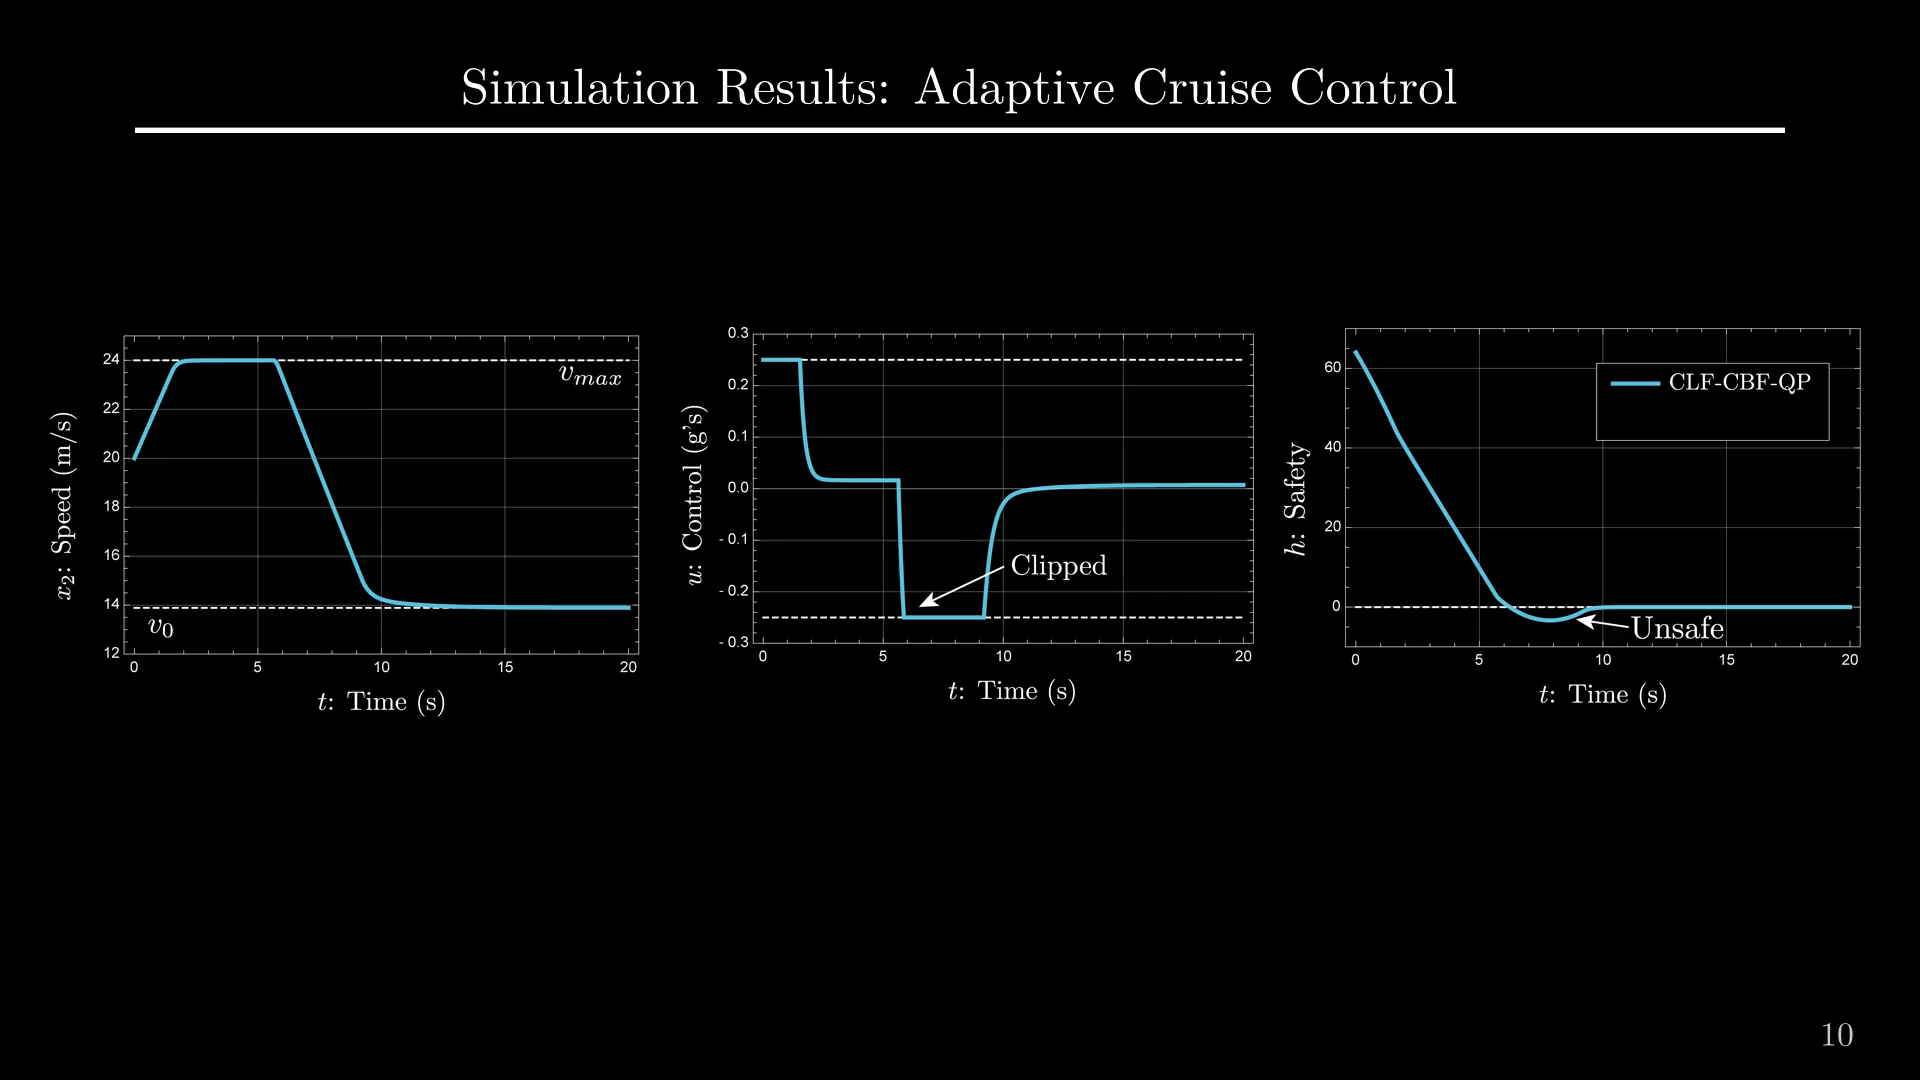 Simulation Results: Adaptive Cruise Control
x₂: Speed (m/s)
24
22
20
18
16
14
12
v_max
v₀
0 5 10 15 20
t: Time (s)
u: Control (g's)
0.3
0.2
0.1
0.0
-0.1
-0.2
-0.3
Clipped
0 5 10 15 20
t: Time (s)
h: Safety
60
40
20
0
CLF-CBF-QP
Unsafe
0 5 10 15 20
t: Time (s)
10